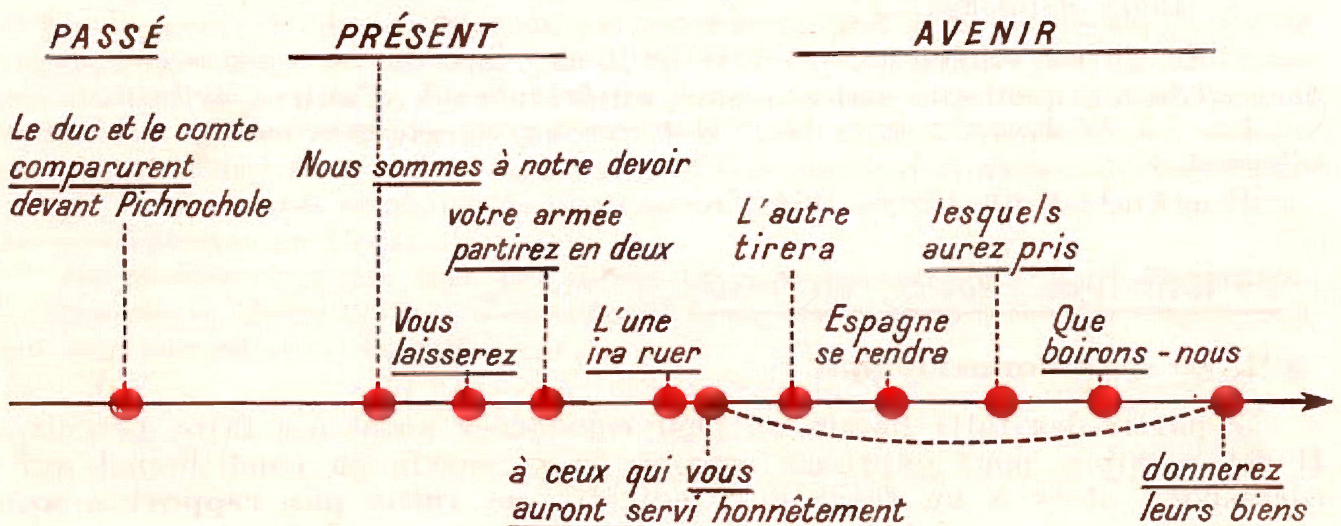 PASSÉ
PRÉSENT
AVENIR
Le duc et le comte
comparurent
devant Pichrochole
Nous sommes à notre devoir
votre armée
partirez en deux
L'autre
tirera
lesquels
aurez pris
Vous
laisserez
L'une
ira ruer
Espagne
se rendra
Que
boirons-nous
à ceux qui vous
auront servi honnêtement
donnerez
leurs biens